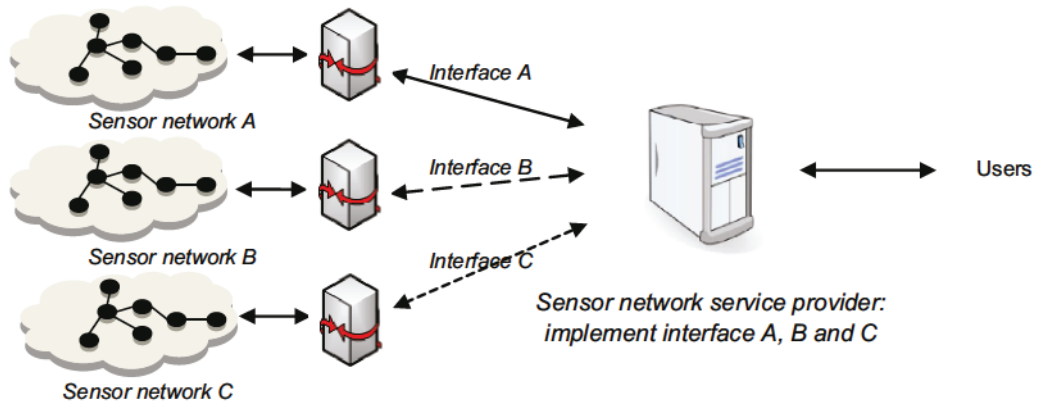 Interface A
Sensor network A
Interface B
Users
Sensor network B
Interface C
Sensor network service provider:
implement interface A, B and C
Sensor network C